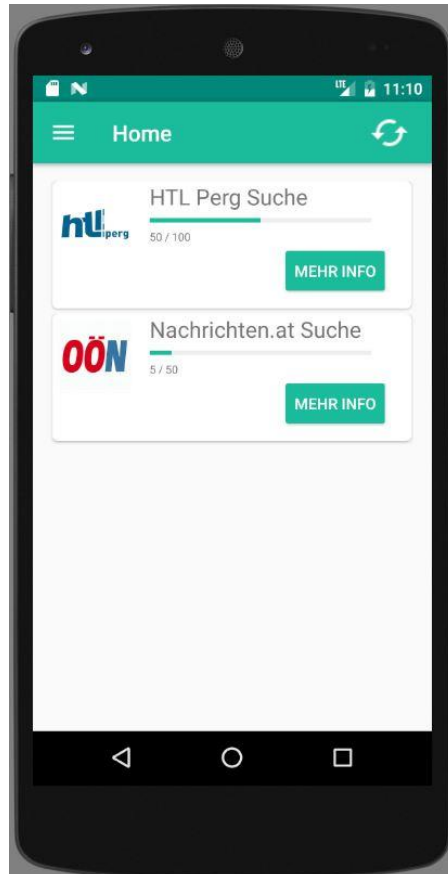 LTE 11:10
Home
HTL Perg Suche
htl perg
50 / 100
MEHR INFO
Nachrichten.at Suche
OÖN
5 / 50
MEHR INFO